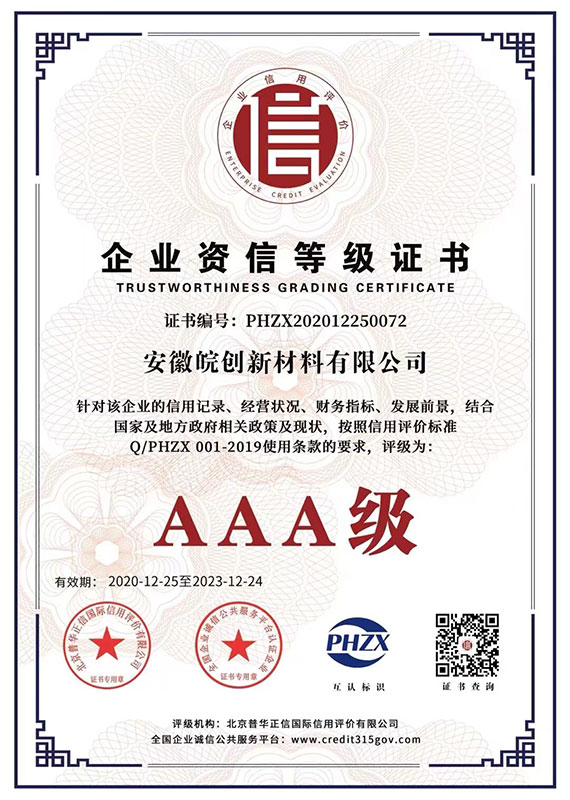 企业信用评价
信
ENTERPRISE CREDIT EVALUATION
企业资信等级证书
TRUSTWORTHINESS GRADING CERTIFICATE
证书编号：PHZX202012250072
安徽皖创新材料有限公司
针对该企业的信用记录、经营状况、财务指标、发展前景，结合
国家及地方政府相关政策及现状，按照信用评价标准
Q/PHZX 001-2019使用条款的要求，评级为：
AAA级
有效期： 2020-12-25至2023-12-24
北京普华正信国际信用评价有限公司
证书专用章
全国企业诚信公共服务平台认证企业
证书专用章
PHZX
互认标识
证书查询
评级机构：北京普华正信国际信用评价有限公司
全国企业诚信公共服务平台：www.credit315gov.com